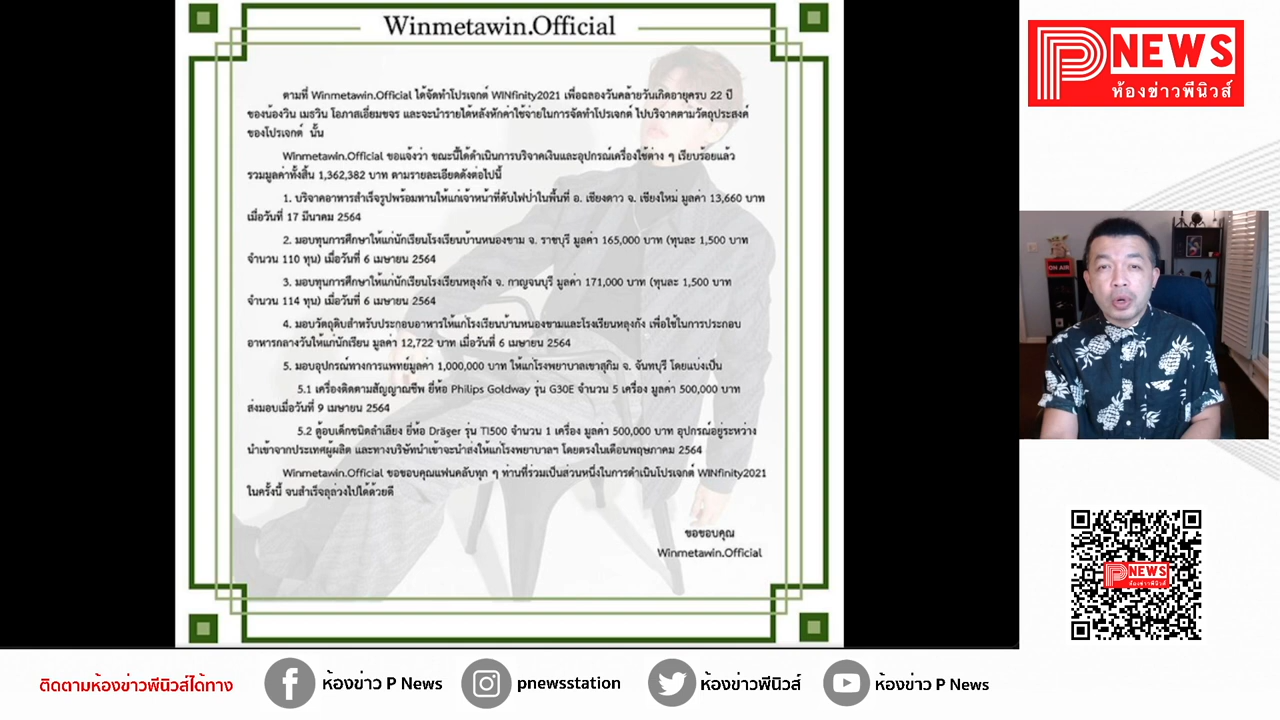 Winmetawin.Official
ตามที่ Winmetawin.Official ได้จัดทำโปรเจกต์ WINfinity2021 เพื่อฉลองวันคล้ายวันเกิดอายุครบ 22 ปี
ของน้องวิน เมธวิน โอภาสเอี่ยมขจร และจะนำรายได้หลังหักค่าใช้จ่ายในการจัดทำโปรเจกต์ ไปบริจาคตามวัตถุประสงค์
ของโปรเจกต์ นั้น
Winmetawin.Official ขอแจ้งว่า ขณะนี้ได้ดำเนินการบริจาคเงินและอุปกรณ์เครื่องใช้ต่าง ๆ เรียบร้อยแล้ว
รวมมูลค่าทั้งสิ้น 1,362,382 บาท ตามรายละเอียดดังต่อไปนี้
1. บริจาคอาหารสำเร็จรูปพร้อมทานให้แก่เจ้าหน้าที่ดับไฟป่าในพื้นที่ อ. เชียงดาว จ. เชียงใหม่ มูลค่า 13,660 บาท
เมื่อวันที่ 17 มีนาคม 2564
2. มอบทุนการศึกษาให้แก่นักเรียนโรงเรียนบ้านหนองขาม จ. ราชบุรี มูลค่า 165,000 บาท (ทุนละ 1,500 บาท
จำนวน 110 ทุน) เมื่อวันที่ 6 เมษายน 2564
3. มอบทุนการศึกษาให้แก่นักเรียนโรงเรียนหลุงกัง จ. กาญจนบุรี มูลค่า 171,000 บาท (ทุนละ 1,500 บาท
จำนวน 114 ทุน) เมื่อวันที่ 6 เมษายน 2564
4. มอบวัตถุดิบสำหรับประกอบอาหารให้แก่โรงเรียนบ้านหนองขามและโรงเรียนหลุงกัง เพื่อใช้ในการประกอบ
อาหารกลางวันให้แก่นักเรียน มูลค่า 12,722 บาท เมื่อวันที่ 6 เมษายน 2564
5. มอบอุปกรณ์ทางการแพทย์มูลค่า 1,000,000 บาท ให้แก่โรงพยาบาลเขาสุกิม จ. จันทบุรี โดยแบ่งเป็น
5.1 เครื่องติดตามสัญญาณชีพ ยี่ห้อ Philips Goldway รุ่น G30E จำนวน 5 เครื่อง มูลค่า 500,000 บาท
ส่งมอบเมื่อวันที่ 9 เมษายน 2564
5.2 ตู้อบเด็กชนิดลำเลียง ยี่ห้อ Dräger รุ่น TI500 จำนวน 1 เครื่อง มูลค่า 500,000 บาท อุปกรณ์อยู่ระหว่าง
นำเข้าจากประเทศผู้ผลิต และทางบริษัทนำเข้าจะนำส่งให้แก่โรงพยาบาลฯ โดยตรงในเดือนพฤษภาคม 2564
Winmetawin.Official ขอขอบคุณแฟนคลับทุก ๆ ท่านที่ร่วมเป็นส่วนหนึ่งในการดำเนินโปรเจกต์ WINfinity2021
ในครั้งนี้ จนสำเร็จลุล่วงไปได้ด้วยดี
ขอขอบคุณ
Winmetawin.Official
P NEWS
ห้องข่าวพีนิวส์
ON AIR
P NEWS
ห้องข่าวพีนิวส์
ติดตามห้องข่าวพีนิวส์ได้ทาง
ห้องข่าว P News
pnewsstation
ห้องข่าวพีนิวส์
ห้องข่าว P News